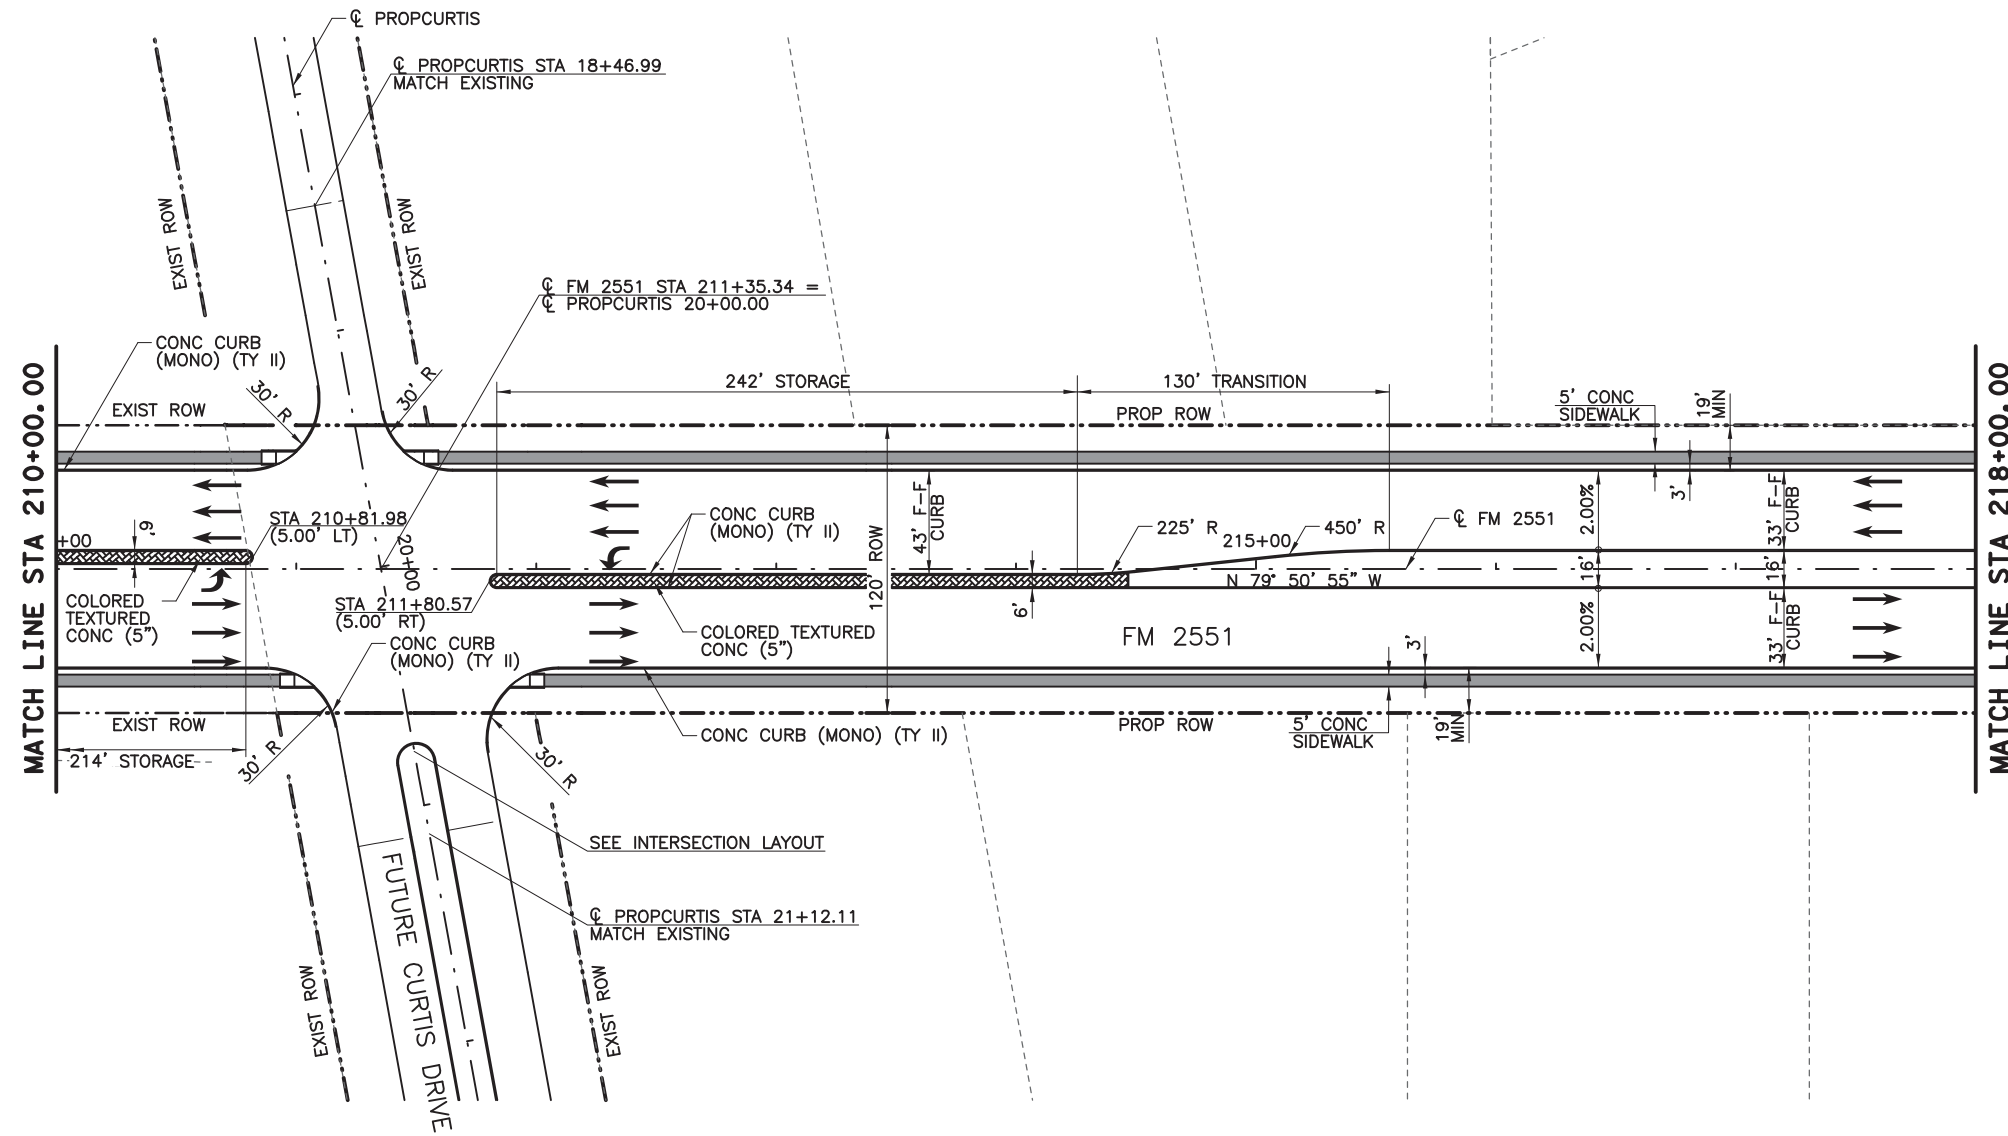 ℄ PROPCURTIS
℄ PROPCURTIS STA 18+46.99
MATCH EXISTING
EXIST ROW
EXIST ROW
℄ FM 2551 STA 211+35.34 =
℄ PROPCURTIS 20+00.00
CONC CURB
(MONO) (TY II)
30' R
30' R
EXIST ROW
242' STORAGE
130' TRANSITION
PROP ROW
5' CONC
SIDEWALK
19'
MIN
MATCH LINE STA 210+00.00
MATCH LINE STA 218+00.00
+00
6'
STA 210+81.98
(5.00' LT)
20+00
CONC CURB
(MONO) (TY II)
120' ROW
43' F-F
CURB
225' R
215+00
450' R
℄ FM 2551
2.00%
3'
33' F-F
CURB
16'
16'
N 79° 50' 55" W
COLORED
TEXTURED
CONC (5")
STA 211+80.57
(5.00' RT)
CONC CURB
(MONO) (TY II)
COLORED TEXTURED
CONC (5")
6'
FM 2551
2.00%
3'
33' F-F
CURB
EXIST ROW
214' STORAGE
30' R
30' R
CONC CURB (MONO) (TY II)
PROP ROW
5' CONC
SIDEWALK
19'
MIN
SEE INTERSECTION LAYOUT
℄ PROPCURTIS STA 21+12.11
MATCH EXISTING
FUTURE CURTIS DRIVE
EXIST ROW
EXIST ROW